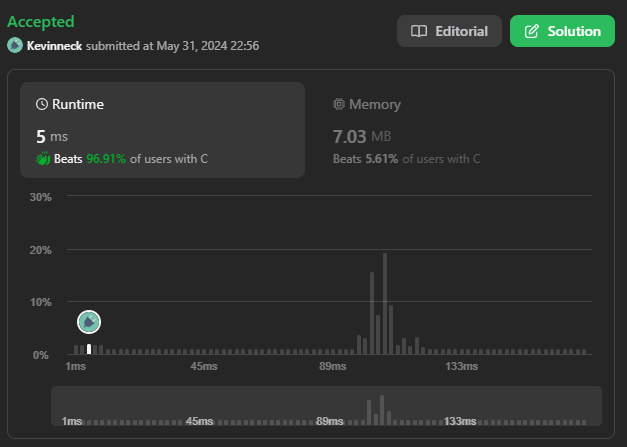 Accepted
Kevinneck submitted at May 31, 2024 22:56
Editorial
Solution
Runtime
5 ms
Beats 96.91% of users with C
Memory
7.03 MB
Beats 5.61% of users with C
30%
20%
10%
0%
1ms 45ms 89ms 133ms
1ms 45ms 89ms 133ms